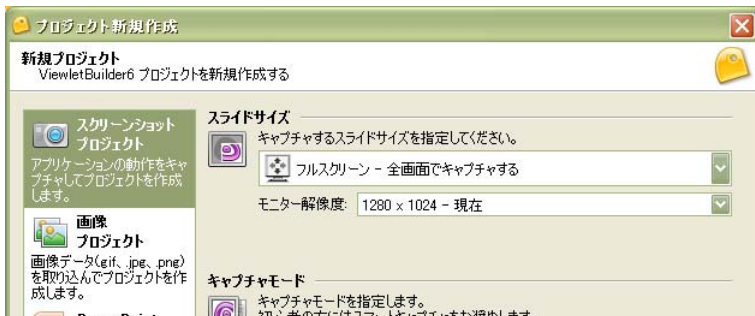 プロジェクト新規作成
新規プロジェクト
ViewletBuilder6 プロジェクトを新規作成する
スクリーンショット
プロジェクト
アプリケーションの動作をキャ
プチャしてプロジェクトを作成
します。
画像
プロジェクト
画像データ(gif、.jpg、.png)
を取り込んでプロジェクトを作
成します。
スライドサイズ
キャプチャするスライドサイズを指定してください。
フルスクリーン - 全画面でキャプチャする
モニター解像度: 1280 x 1024 - 現在
キャプチャモード
キャプチャモードを指定します。